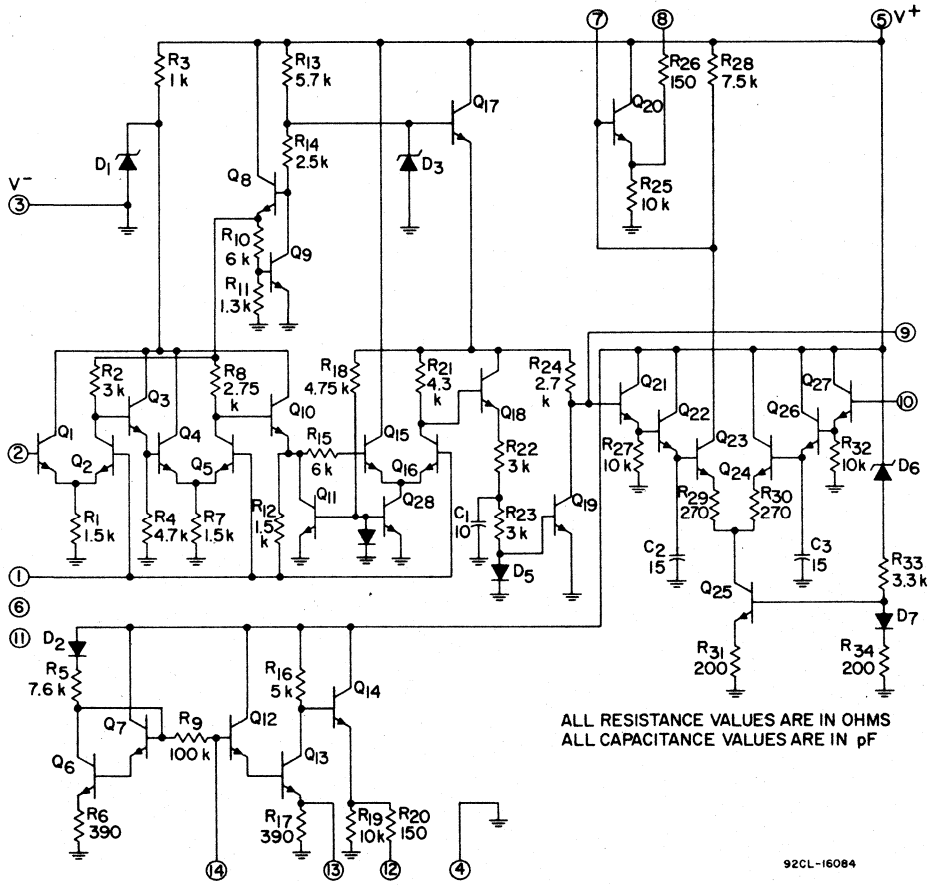 7
8
5 V+
R3
1 k
R13
5.7 k
R26
150
R28
7.5 k
Q17
Q20
D1
R14
2.5 k
D3
V-
3
Q8
R25
10 k
R10
6 k
Q9
R11
1.3 k
9
R2
3 k
Q3
R8
2.75
k
Q10
R18
4.75 k
R21
4.3
k
Q18
R24
2.7
k
Q21
Q27
10
Q1
Q4
R15
6 k
Q15
Q22
Q26
2
Q2
Q5
Q16
R22
3 k
R27
10 k
Q23
Q24
R32
10 k
D6
R1
1.5 k
R4
4.7 k
R7
1.5 k
R12
1.5
k
Q11
Q28
C1
10
R23
3 k
Q19
R29
270
R30
270
C2
15
C3
15
R33
3.3 k
1
D5
Q25
6
11
D2
D7
R5
7.6 k
R16
5 k
Q14
R31
200
R34
200
Q7
R9
100 k
Q12
ALL RESISTANCE VALUES ARE IN OHMS
ALL CAPACITANCE VALUES ARE IN pF
Q6
Q13
R6
390
R17
390
R19
10k
R20
150
14
13
12
4
92CL-16084